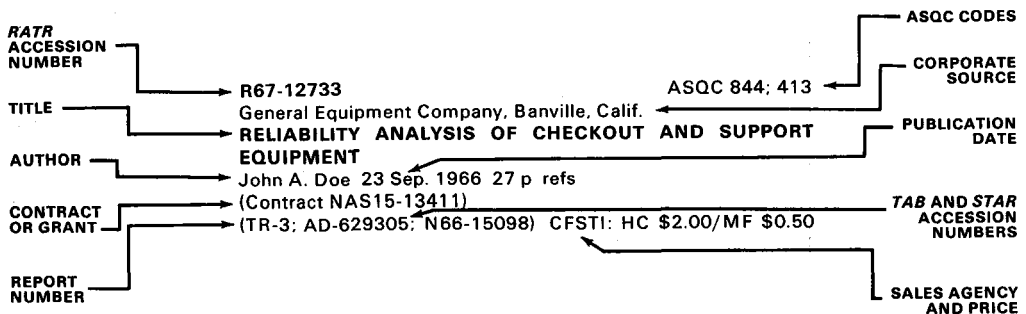 RATR
ACCESSION
NUMBER
TITLE
AUTHOR
CONTRACT
OR GRANT
REPORT
NUMBER
R67-12733 ASQC 844; 413
General Equipment Company, Banville, Calif.
RELIABILITY ANALYSIS OF CHECKOUT AND SUPPORT
EQUIPMENT
John A. Doe 23 Sep. 1966 27 p refs
(Contract NAS15-13411)
(TR-3; AD-629305; N66-15098) CFSTI: HC $2.00/MF $0.50
ASQC CODES
CORPORATE
SOURCE
PUBLICATION
DATE
TAB AND STAR
ACCESSION
NUMBERS
SALES AGENCY
AND PRICE